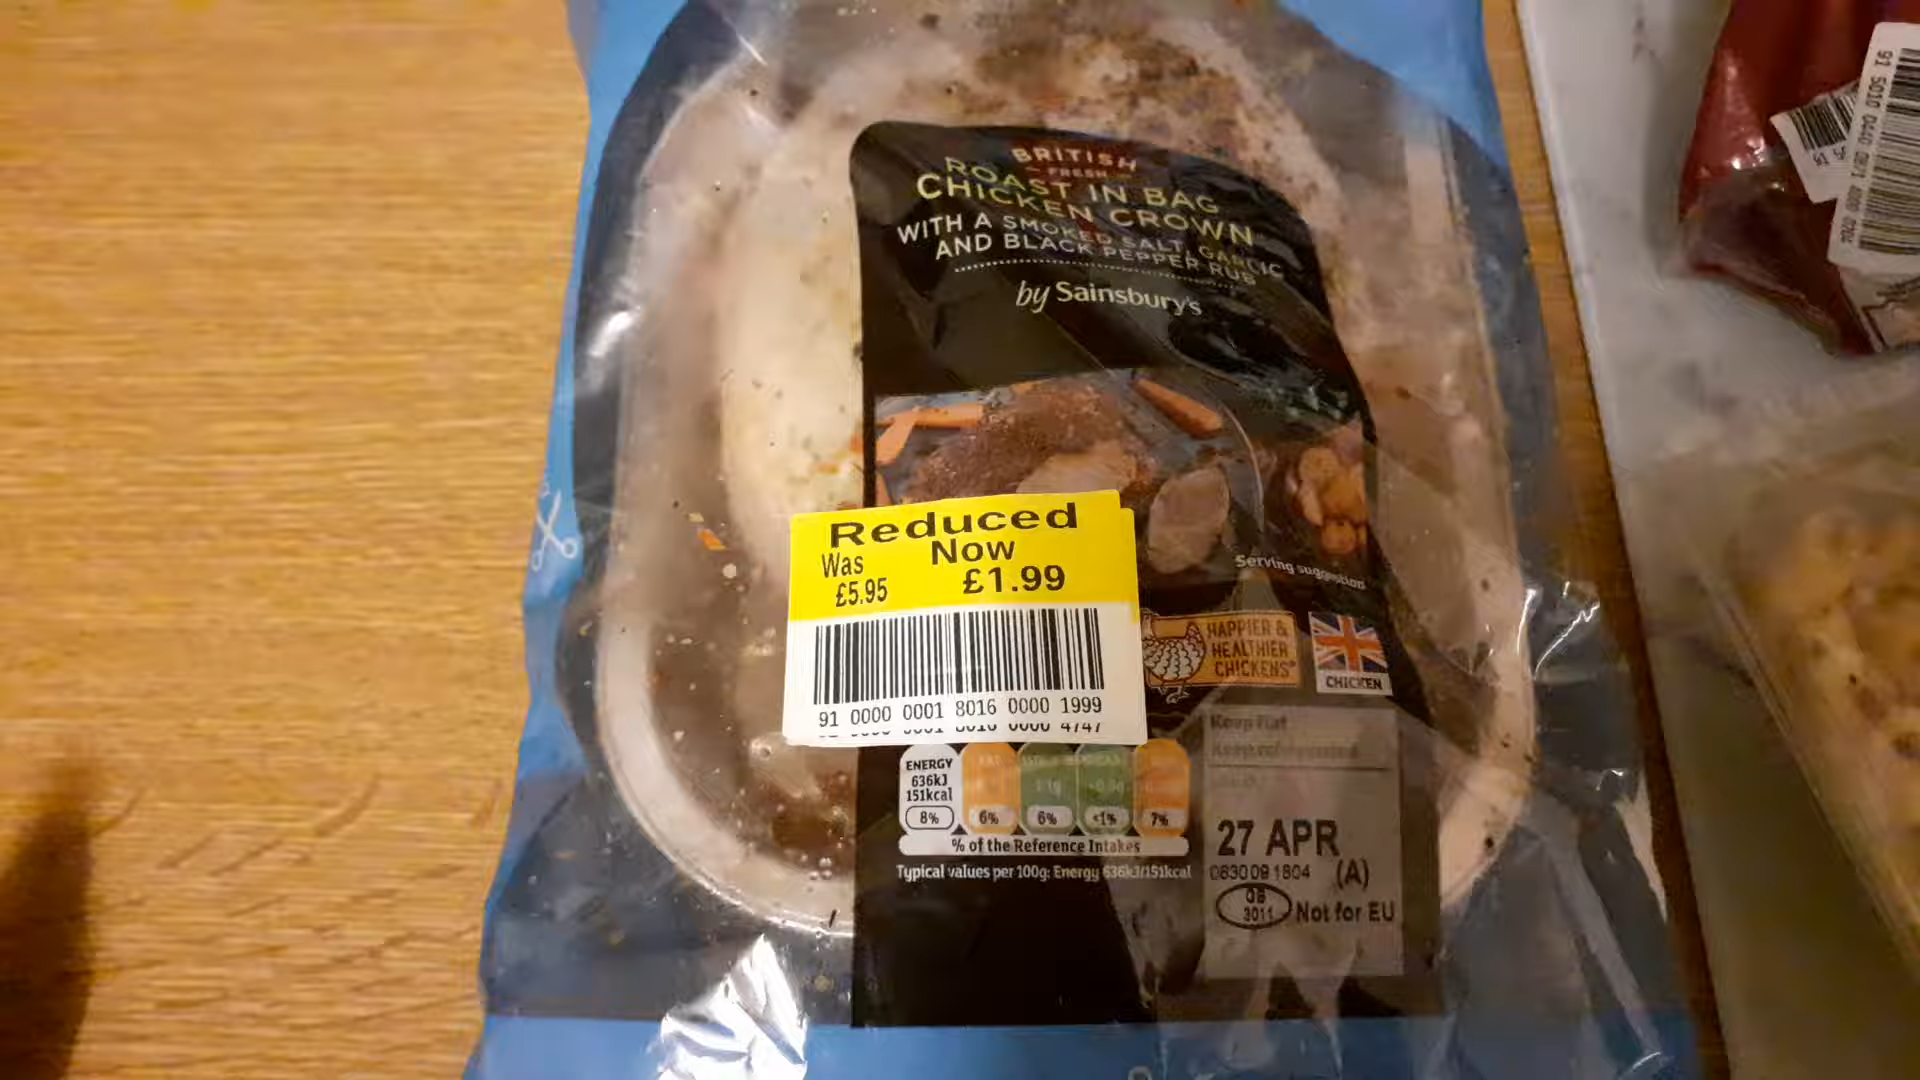 BRITISH
FRESH
ROAST IN BAG
CHICKEN CROWN
WITH A SMOKED SALT, GARLIC
AND BLACK PEPPER RUB
by Sainsbury's
Serving suggestion
Reduced
Was Now
£5.95 £1.99
91 0000 0001 8016 0000 1999
4747
HAPPIER &
HEALTHIER
CHICKENS
CHICKEN
Keep flat
Keep refrigerated
ENERGY
636kJ
151kcal
8% 6% 6% <1% 7%
% of the Reference Intakes
Typical values per 100g: Energy 636kJ/151kcal
27 APR
(A)
GB
3011
Not for EU